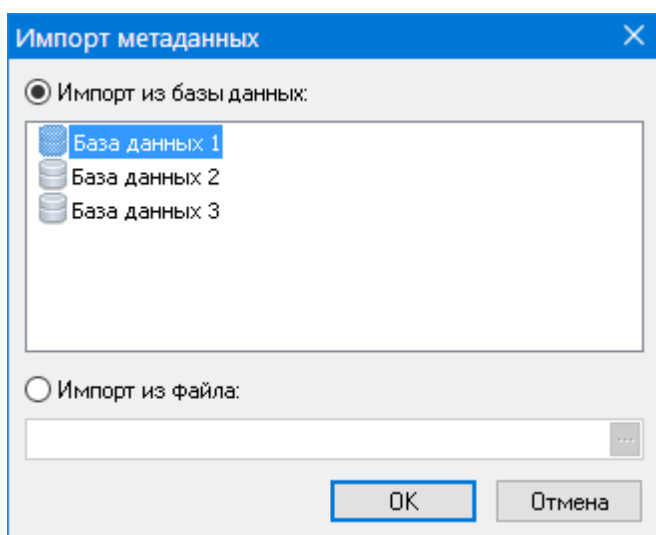 Импорт метаданных
Импорт из базы данных:
База данных 1
База данных 2
База данных 3
Импорт из файла:
...
OK
Отмена